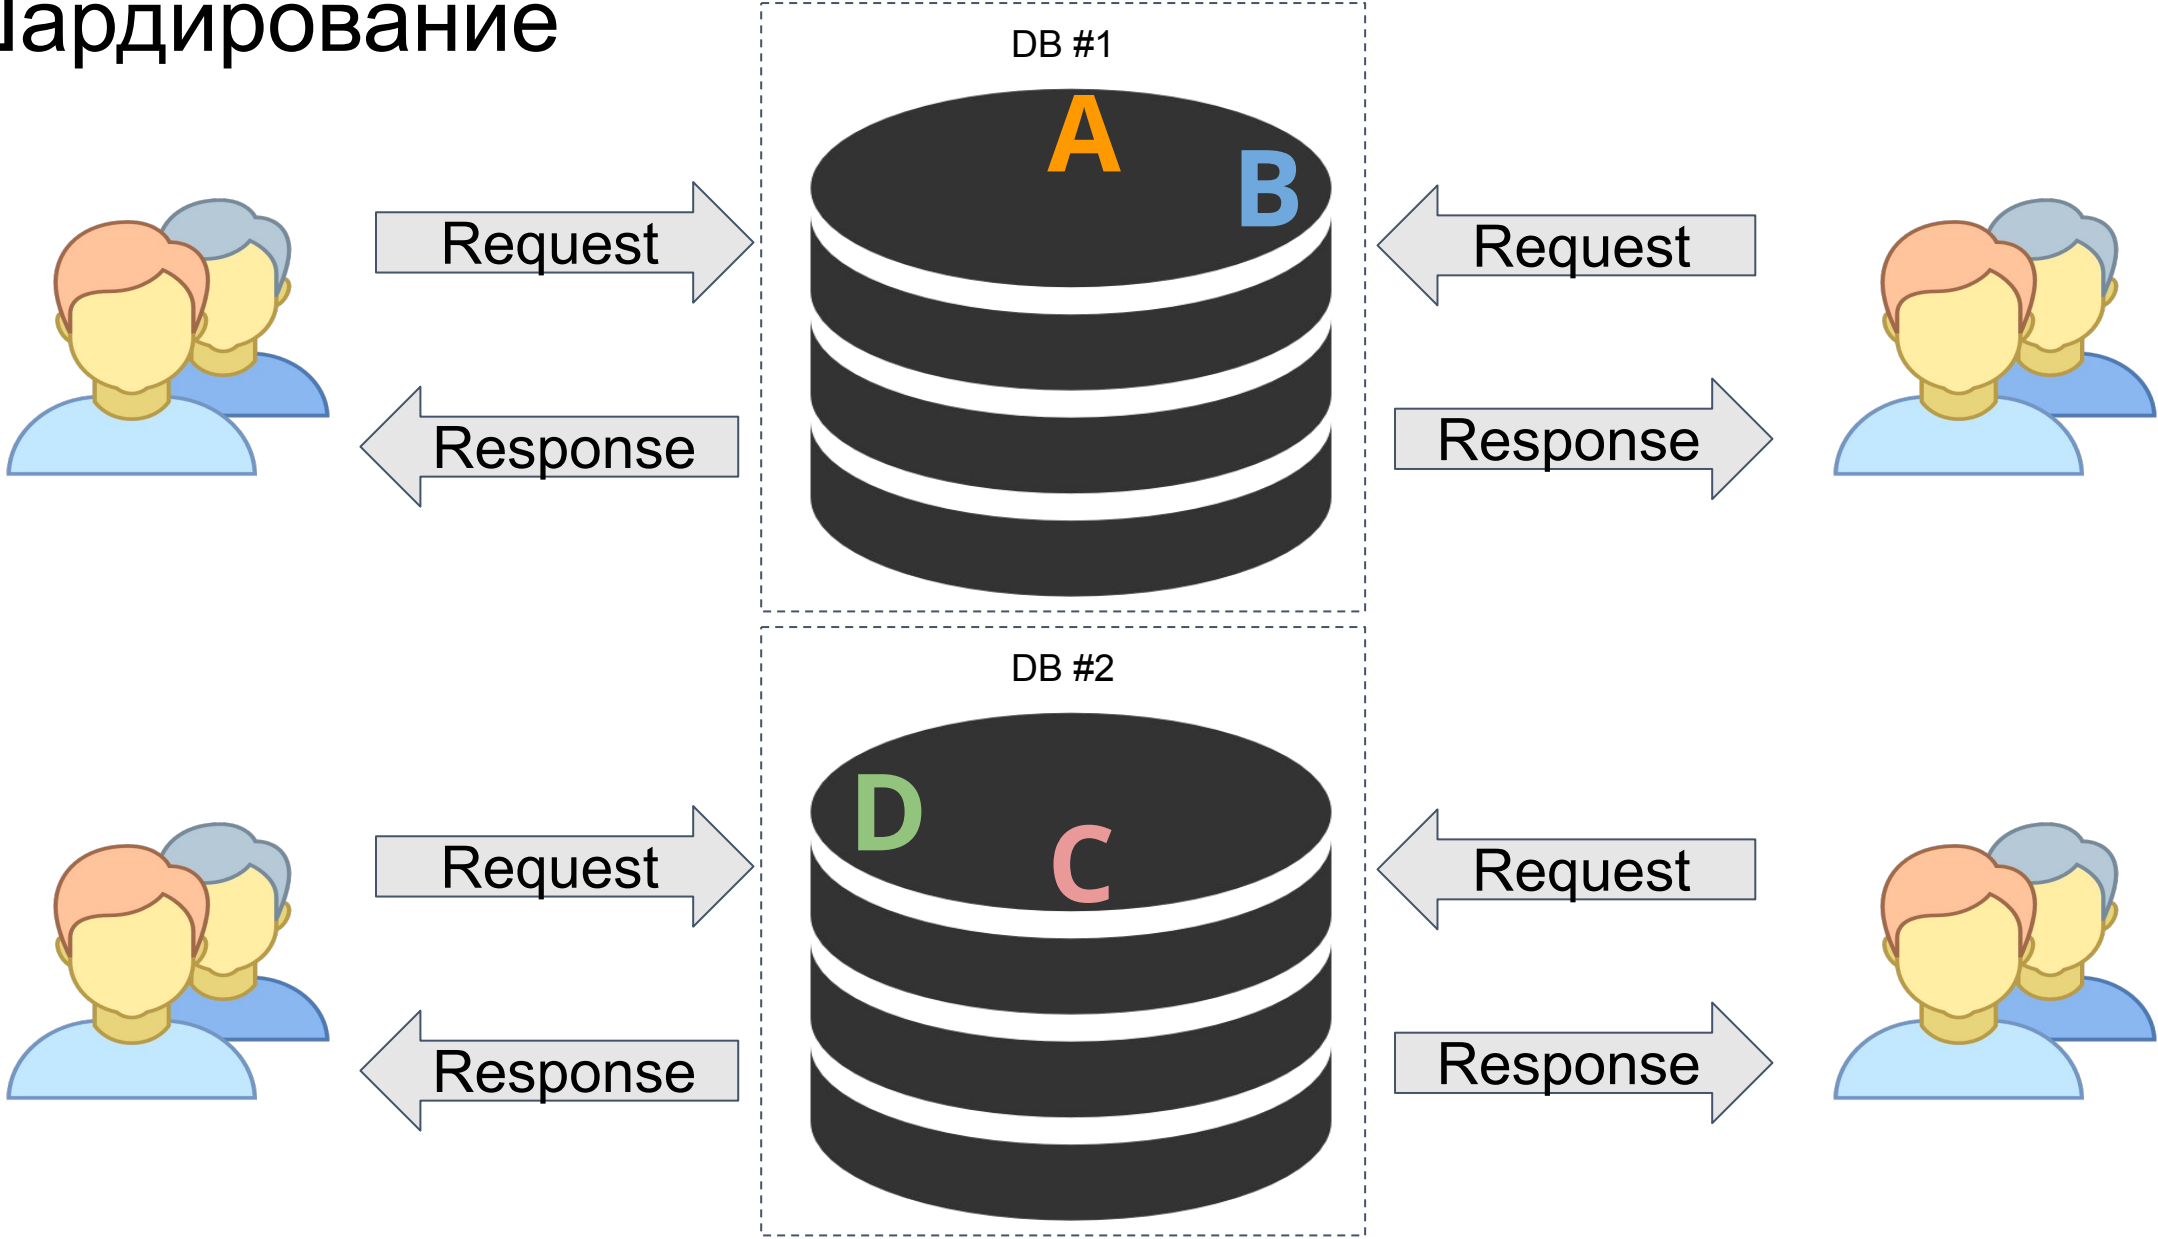 Шардирование
DB #1
A
B
Request
Request
Response
Response
DB #2
D
C
Request
Request
Response
Response